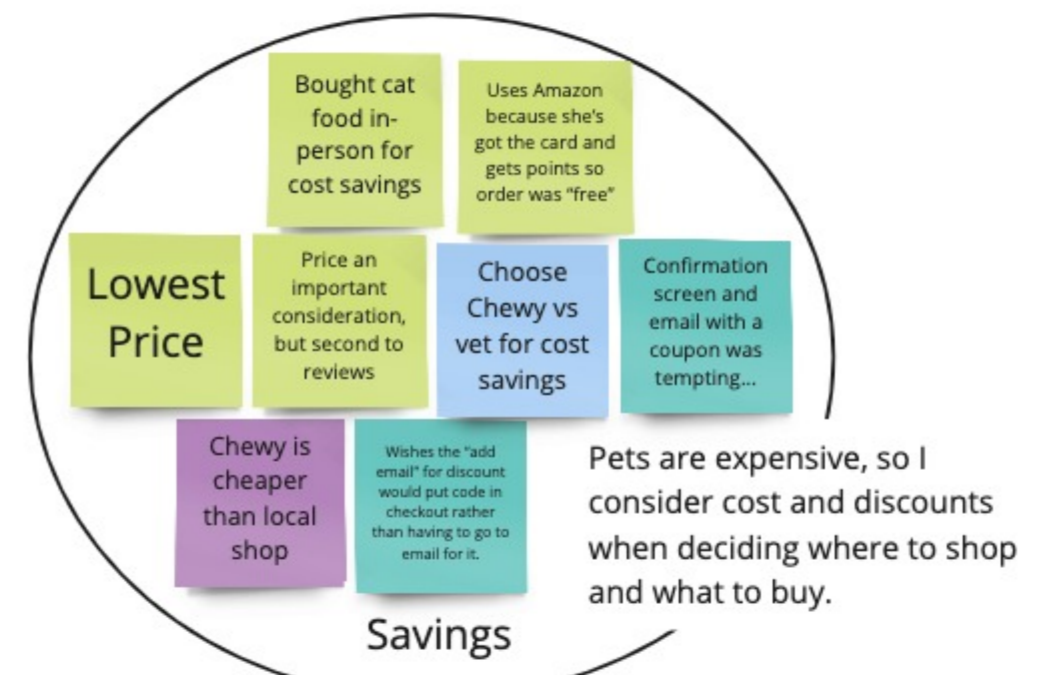 Bought cat
food in-
person for
cost savings
Uses Amazon
because she's
got the card and
gets points so
order was "free"
Lowest
Price
Price an
important
consideration,
but second to
reviews
Choose
Chewy vs
vet for cost
savings
Confirmation
screen and
email with a
coupon was
tempting...
Chewy is
cheaper
than local
shop
Wishes the "add
email" for discount
would put code in
checkout rather
than having to go to
email for it.
Pets are expensive, so I
consider cost and discounts
when deciding where to shop
and what to buy.
Savings